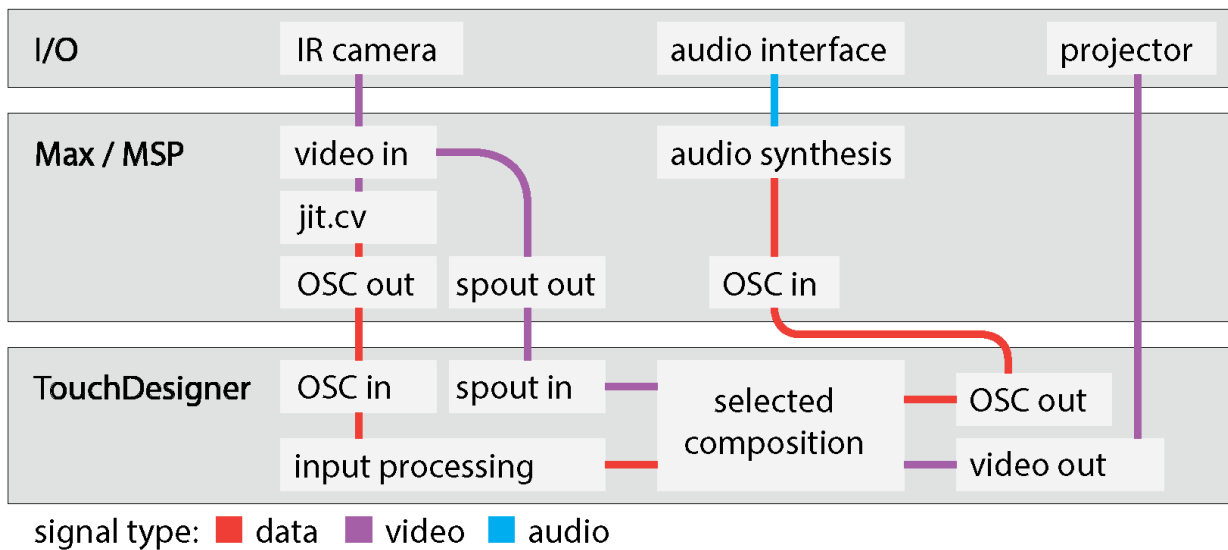 I/O
IR camera
audio interface
projector
Max / MSP
video in
audio synthesis
jit.cv
OSC out
spout out
OSC in
TouchDesigner
OSC in
spout in
selected
composition
OSC out
input processing
video out
signal type: data video audio